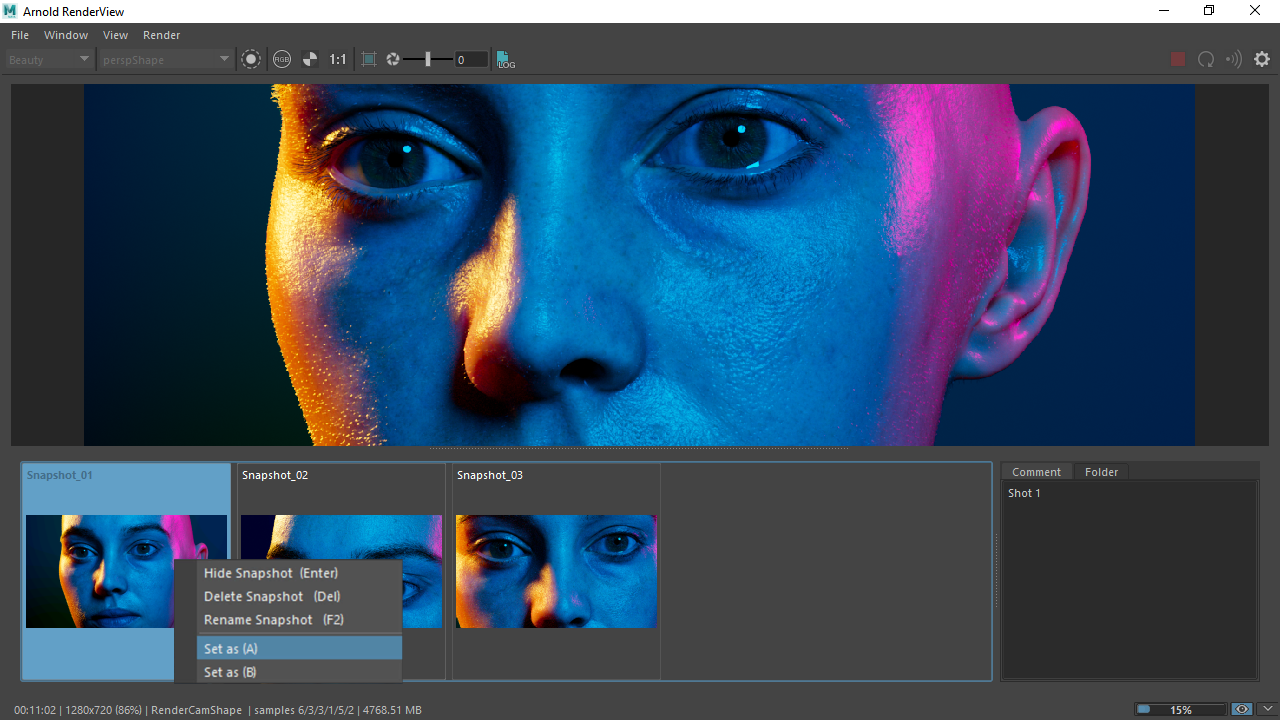 Arnold RenderView
File Window View Render
Beauty perspShape RGB 1:1 0 LOG
Snapshot_01 Snapshot_02 Snapshot_03
Hide Snapshot (Enter)
Delete Snapshot (Del)
Rename Snapshot (F2)
Set as (A)
Set as (B)
Comment Folder
Shot 1
00:11:02 | 1280x720 (86%) | RenderCamShape | samples 6/3/3/1/5/2 | 4768.51 MB
15%